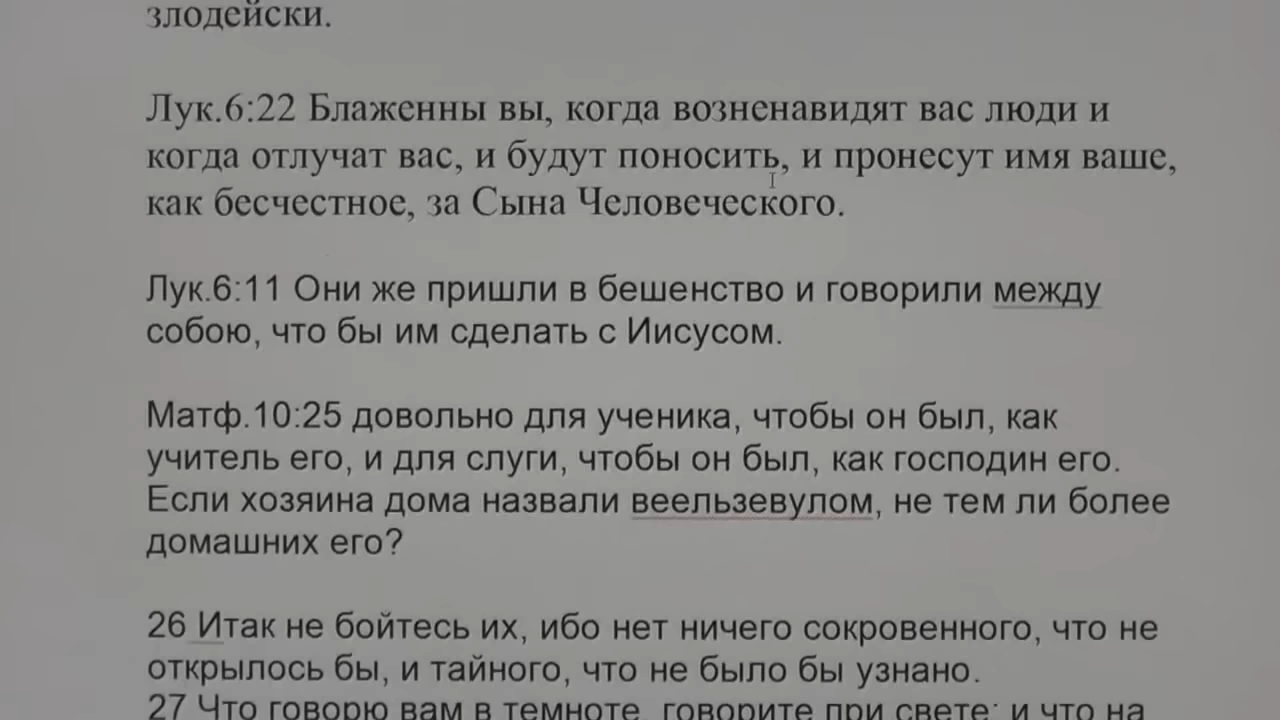 злодейски.
Лук.6:22 Блаженны вы, когда возненавидят вас люди и
когда отлучат вас, и будут поносить, и пронесут имя ваше,
как бесчестное, за Сына Человеческого.
Лук.6:11 Они же пришли в бешенство и говорили между
собою, что бы им сделать с Иисусом.
Матф.10:25 довольно для ученика, чтобы он был, как
учитель его, и для слуги, чтобы он был, как господин его.
Если хозяина дома назвали веельзевулом, не тем ли более
домашних его?
26 Итак не бойтесь их, ибо нет ничего сокровенного, что не
открылось бы, и тайного, что не было бы узнано.
27 Что говорю вам в темноте, говорите при свете; и что на